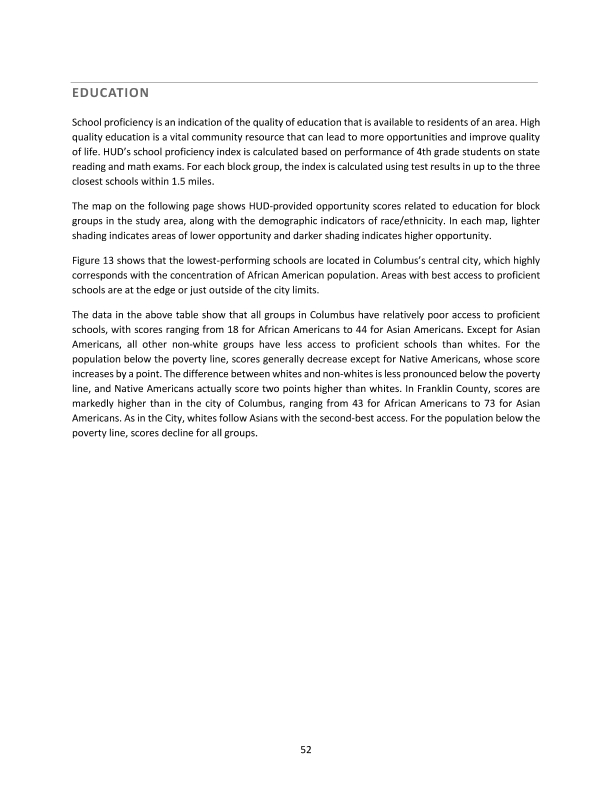 EDUCATION
School proficiency is an indication of the quality of education that is available to residents of an area. High
quality education is a vital community resource that can lead to more opportunities and improve quality
of life. HUD’s school proficiency index is calculated based on performance of 4th grade students on state
reading and math exams. For each block group, the index is calculated using test results in up to the three
closest schools within 1.5 miles.
The map on the following page shows HUD-provided opportunity scores related to education for block
groups in the study area, along with the demographic indicators of race/ethnicity. In each map, lighter
shading indicates areas of lower opportunity and darker shading indicates higher opportunity.
Figure 13 shows that the lowest-performing schools are located in Columbus’s central city, which highly
corresponds with the concentration of African American population. Areas with best access to proficient
schools are at the edge or just outside of the city limits.
The data in the above table show that all groups in Columbus have relatively poor access to proficient
schools, with scores ranging from 18 for African Americans to 44 for Asian Americans. Except for Asian
Americans, all other non-white groups have less access to proficient schools than whites. For the
population below the poverty line, scores generally decrease except for Native Americans, whose score
increases by a point. The difference between whites and non-whites is less pronounced below the poverty
line, and Native Americans actually score two points higher than whites. In Franklin County, scores are
markedly higher than in the city of Columbus, ranging from 43 for African Americans to 73 for Asian
Americans. As in the City, whites follow Asians with the second-best access. For the population below the
poverty line, scores decline for all groups.
52